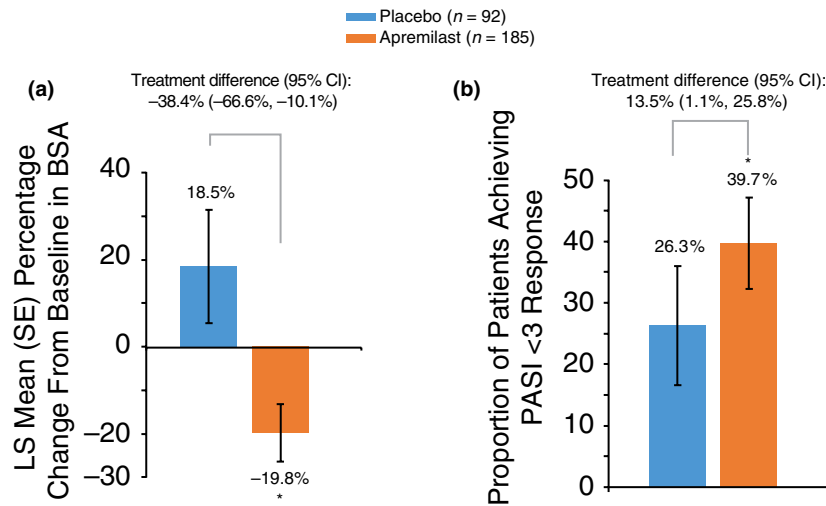 Placebo (n = 92)
Apremilast (n = 185)
(a)
Treatment difference (95% CI):
–38.4% (–66.6%, –10.1%)
LS Mean (SE) Percentage
Change From Baseline in BSA
40
20
0
–20
–30
18.5%
–19.8%
*
(b)
Treatment difference (95% CI):
13.5% (1.1%, 25.8%)
Proportion of Patients Achieving
PASI <3 Response
50
40
30
20
10
0
26.3%
*
39.7%